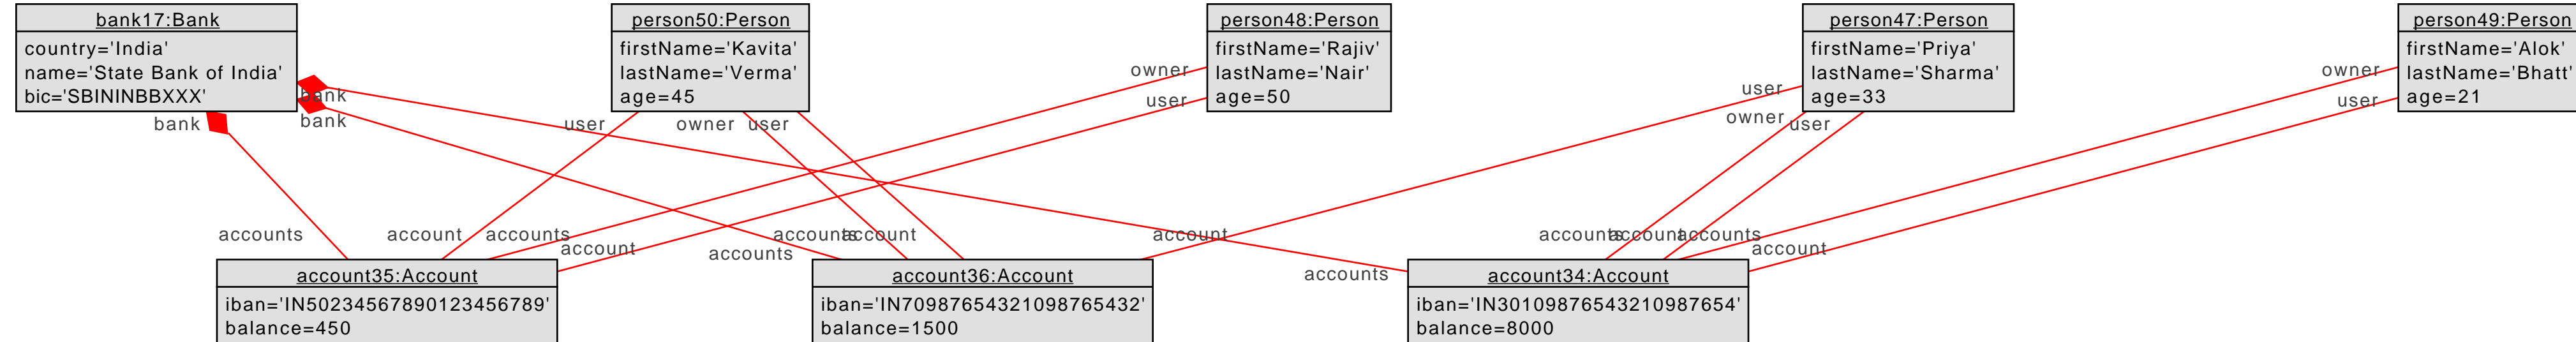 bank17:Bank
country='India'
name='State Bank of India'
bic='SBININBBXXX'
person50:Person
firstName='Kavita'
lastName='Verma'
age=45
person48:Person
firstName='Rajiv'
lastName='Nair'
age=50
person47:Person
firstName='Priya'
lastName='Sharma'
age=33
person49:Person
firstName='Alok'
lastName='Bhatt'
age=21
bank
bank
bank
user
owner
user
owner
user
user
owner
user
owner
user
accounts
account
accounts
account
accounts
accounts
account
account
accounts
accounts
account
accounts
account
account35:Account
iban='IN50234567890123456789'
balance=450
account36:Account
iban='IN70987654321098765432'
balance=1500
account34:Account
iban='IN30109876543210987654'
balance=8000